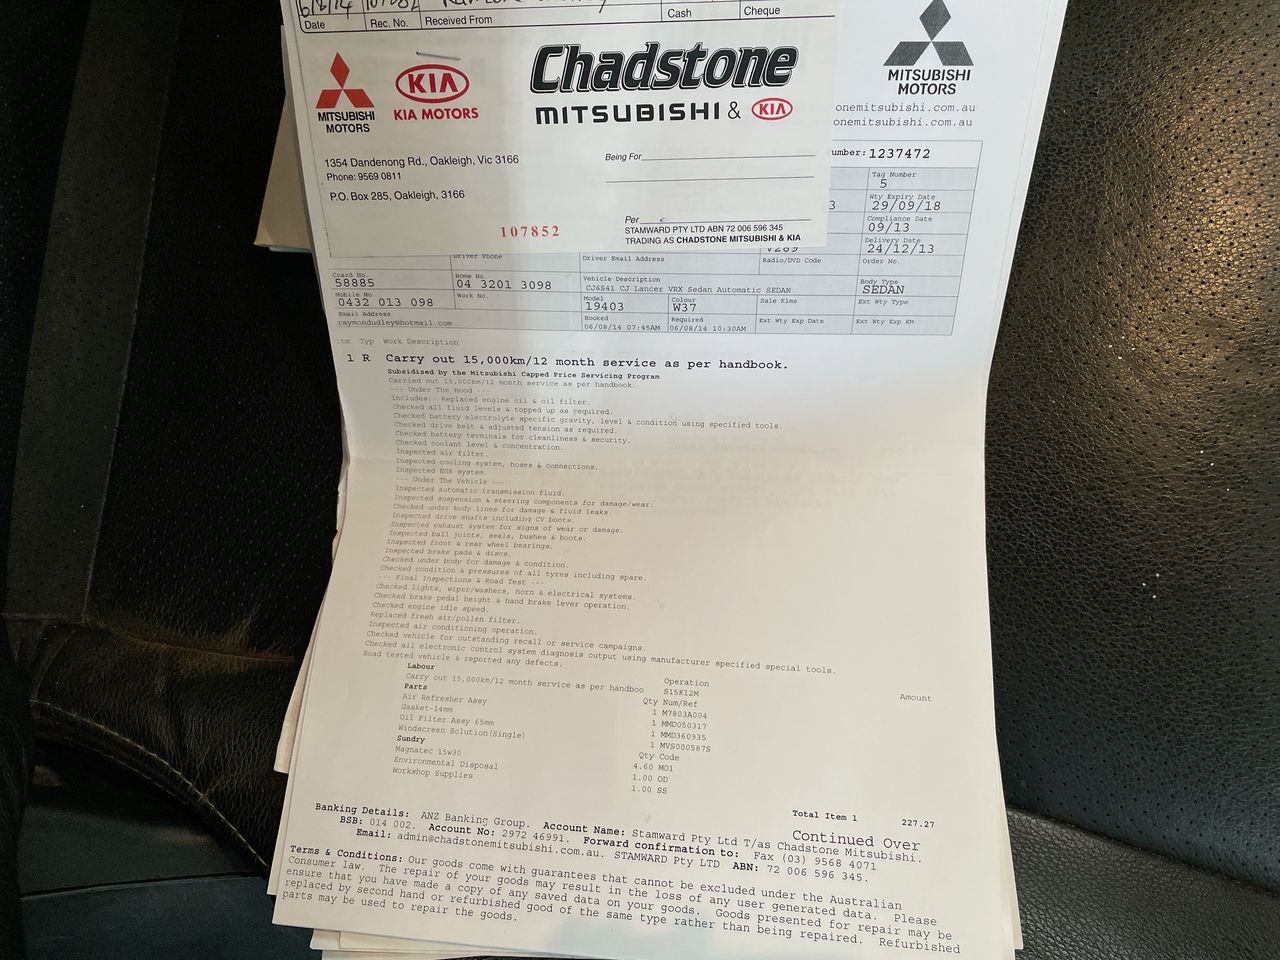 6/8/14 107852
Date Rec. No. Received From Cash Cheque
MITSUBISHI MOTORS
KIA
KIA MOTORS
Chadstone
MITSUBISHI & KIA
MITSUBISHI
MOTORS
onemitsubishi.com.au
onemitsubishi.com.au
1354 Dandenong Rd., Oakleigh, Vic 3166
Phone: 9569 0811
P.O. Box 285, Oakleigh, 3166
107852
Being For
Per
STAMWARD PTY LTD ABN 72 006 596 345
TRADING AS CHADSTONE MITSUBISHI & KIA
umber: 1237472
Tag Number
5
Wty Expiry Date
3 29/09/18
Compliance Date
09/13
Delivery Date
24/12/13
Driver Phone Driver Email Address Radio/DVD Code Order No.
Ccard No. Home No. Vehicle Description Body Type
58885 04 3201 3098 CJ6S41 CJ Lancer VRX Sedan Automatic SEDAN SEDAN
Mobile No Work No. Model Colour Sale Klms Ext Wty Type
0432 013 098 19403 W37
Email Address Booked Required Ext Wty Exp Date Ext Wty Exp KM
raymondudley@hotmail.com 06/08/14 07:45AM 06/08/14 10:30AM
Itm Typ Work Description
1 R Carry out 15,000km/12 month service as per handbook.
Subsidised by the Mitsubishi Capped Price Servicing Program
Carried out 15,000km/12 month service as per handbook.
--- Under The Hood ---
Includes:- Replaced engine oil & oil filter.
Checked all fluid levels & topped up as required.
Checked battery electrolyte specific gravity, level & condition using specified tools.
Checked drive belt & adjusted tension as required.
Checked battery terminals for cleanliness & security.
Checked coolant level & concentration.
Inspected air filter.
Inspected cooling system, hoses & connections.
Inspected EGR system.
--- Under The Vehicle ---
Inspected automatic transmission fluid.
Inspected suspension & steering components for damage/wear.
Checked under body lines for damage & fluid leaks.
Inspected drive shafts including CV boots.
Inspected exhaust system for signs of wear or damage.
Inspected ball joints, seals, bushes & boots.
Inspected front & rear wheel bearings.
Inspected brake pads & discs.
Checked under body for damage & condition.
Checked condition & pressures of all tyres including spare.
--- Final Inspections & Road Test ---
Checked lights, wiper/washers, horn & electrical systems.
Checked brake pedal height & hand brake lever operation.
Checked engine idle speed.
Replaced fresh air/pollen filter.
Inspected air conditioning operation.
Checked vehicle for outstanding recall or service campaigns.
Checked all electronic control system diagnosis output using manufacturer specified special tools.
Road tested vehicle & reported any defects.
Labour Operation Amount
Carry out 15,000km/12 month service as per handboo S15K12M
Parts Qty Num/Ref
Air Refresher Assy 1 M7803A004
Gasket-14mm 1 MMD050317
Oil Filter Assy 65mm 1 MMD360935
Windscreen Solution(Single) 1 MVS000587S
Sundry Qty Code
Magnatec 15w30 4.60 MO1
Environmental Disposal 1.00 OD
Workshop Supplies 1.00 SS
Total Item 1 227.27
Continued Over
Banking Details: ANZ Banking Group. Account Name: Stamward Pty Ltd T/as Chadstone Mitsubishi.
BSB: 014 002. Account No: 2972 46991. Forward confirmation to: Fax (03) 9568 4071
Email: admin@chadstonemitsubishi.com.au. STAMWARD Pty LTD ABN: 72 006 596 345.
Terms & Conditions: Our goods come with guarantees that cannot be excluded under the Australian
Consumer law. The repair of your goods may result in the loss of any user generated data. Please
ensure that you have made a copy of any saved data on your goods. Goods presented for repair may be
replaced by second hand or refurbished good of the same type rather than being repaired. Refurbished
parts may be used to repair the goods.